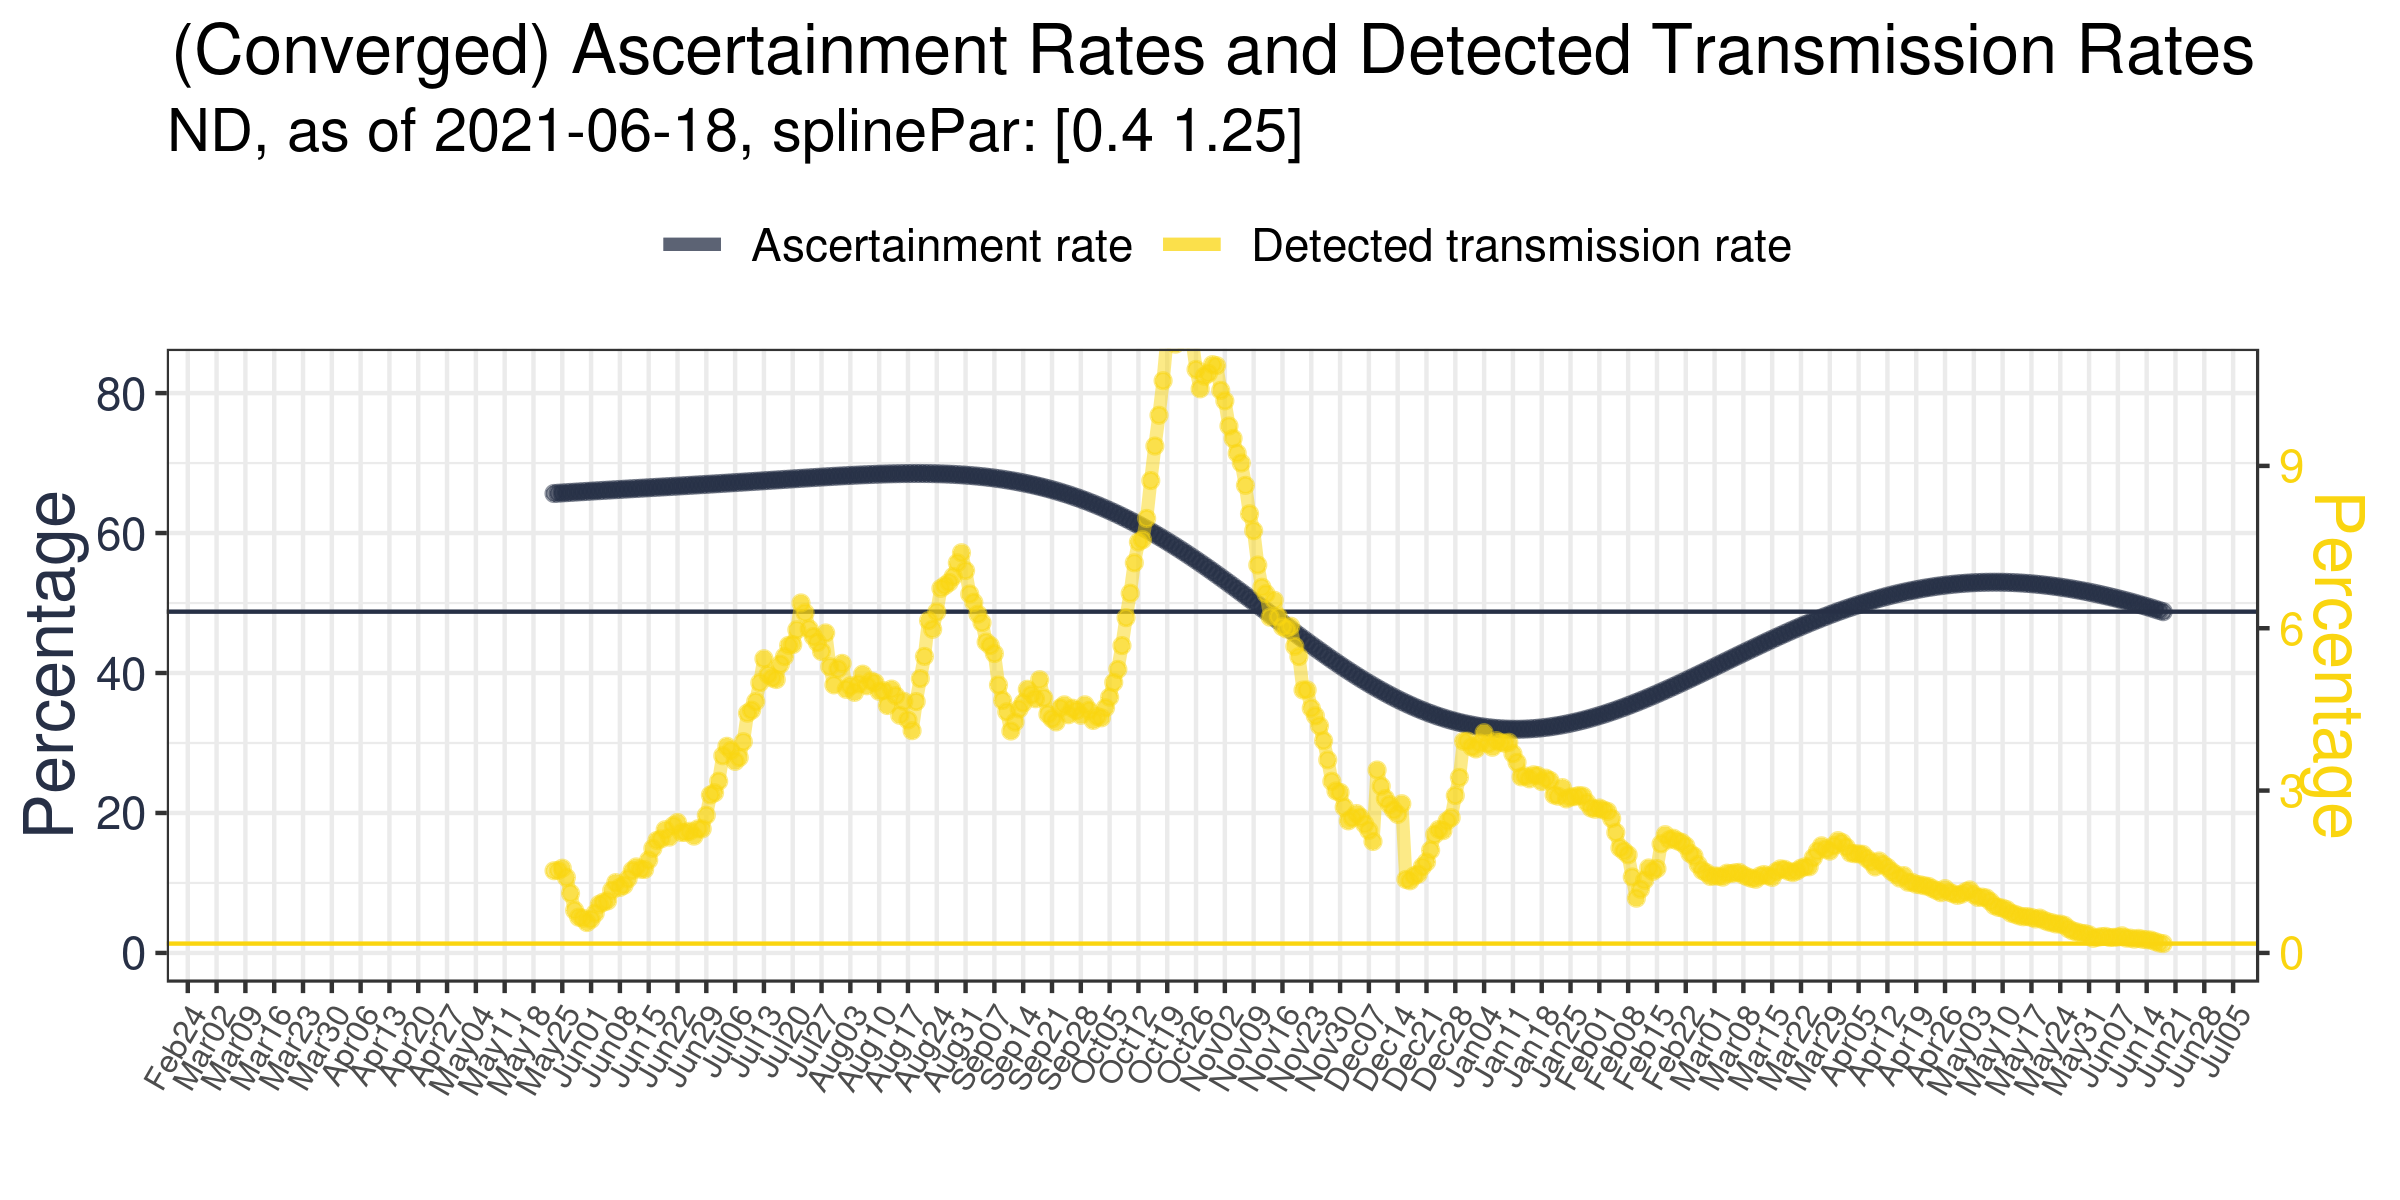 (Converged) Ascertainment Rates and Detected Transmission Rates
ND, as of 2021-06-18, splinePar: [0.4 1.25]
Ascertainment rate
Detected transmission rate
Percentage
80
60
40
20
0
9
6
3
0
Percentage
Feb24
Mar02
Mar09
Mar16
Mar23
Mar30
Apr06
Apr13
Apr20
Apr27
May04
May11
May18
May25
Jun01
Jun08
Jun15
Jun22
Jun29
Jul06
Jul13
Jul20
Jul27
Aug03
Aug10
Aug17
Aug24
Aug31
Sep07
Sep14
Sep21
Sep28
Oct05
Oct12
Oct19
Oct26
Nov02
Nov09
Nov16
Nov23
Nov30
Dec07
Dec14
Dec21
Dec28
Jan04
Jan11
Jan18
Jan25
Feb01
Feb08
Feb15
Feb22
Mar01
Mar08
Mar15
Mar22
Mar29
Apr05
Apr12
Apr19
Apr26
May03
May10
May17
May24
May31
Jun07
Jun14
Jun21
Jun28
Jul05